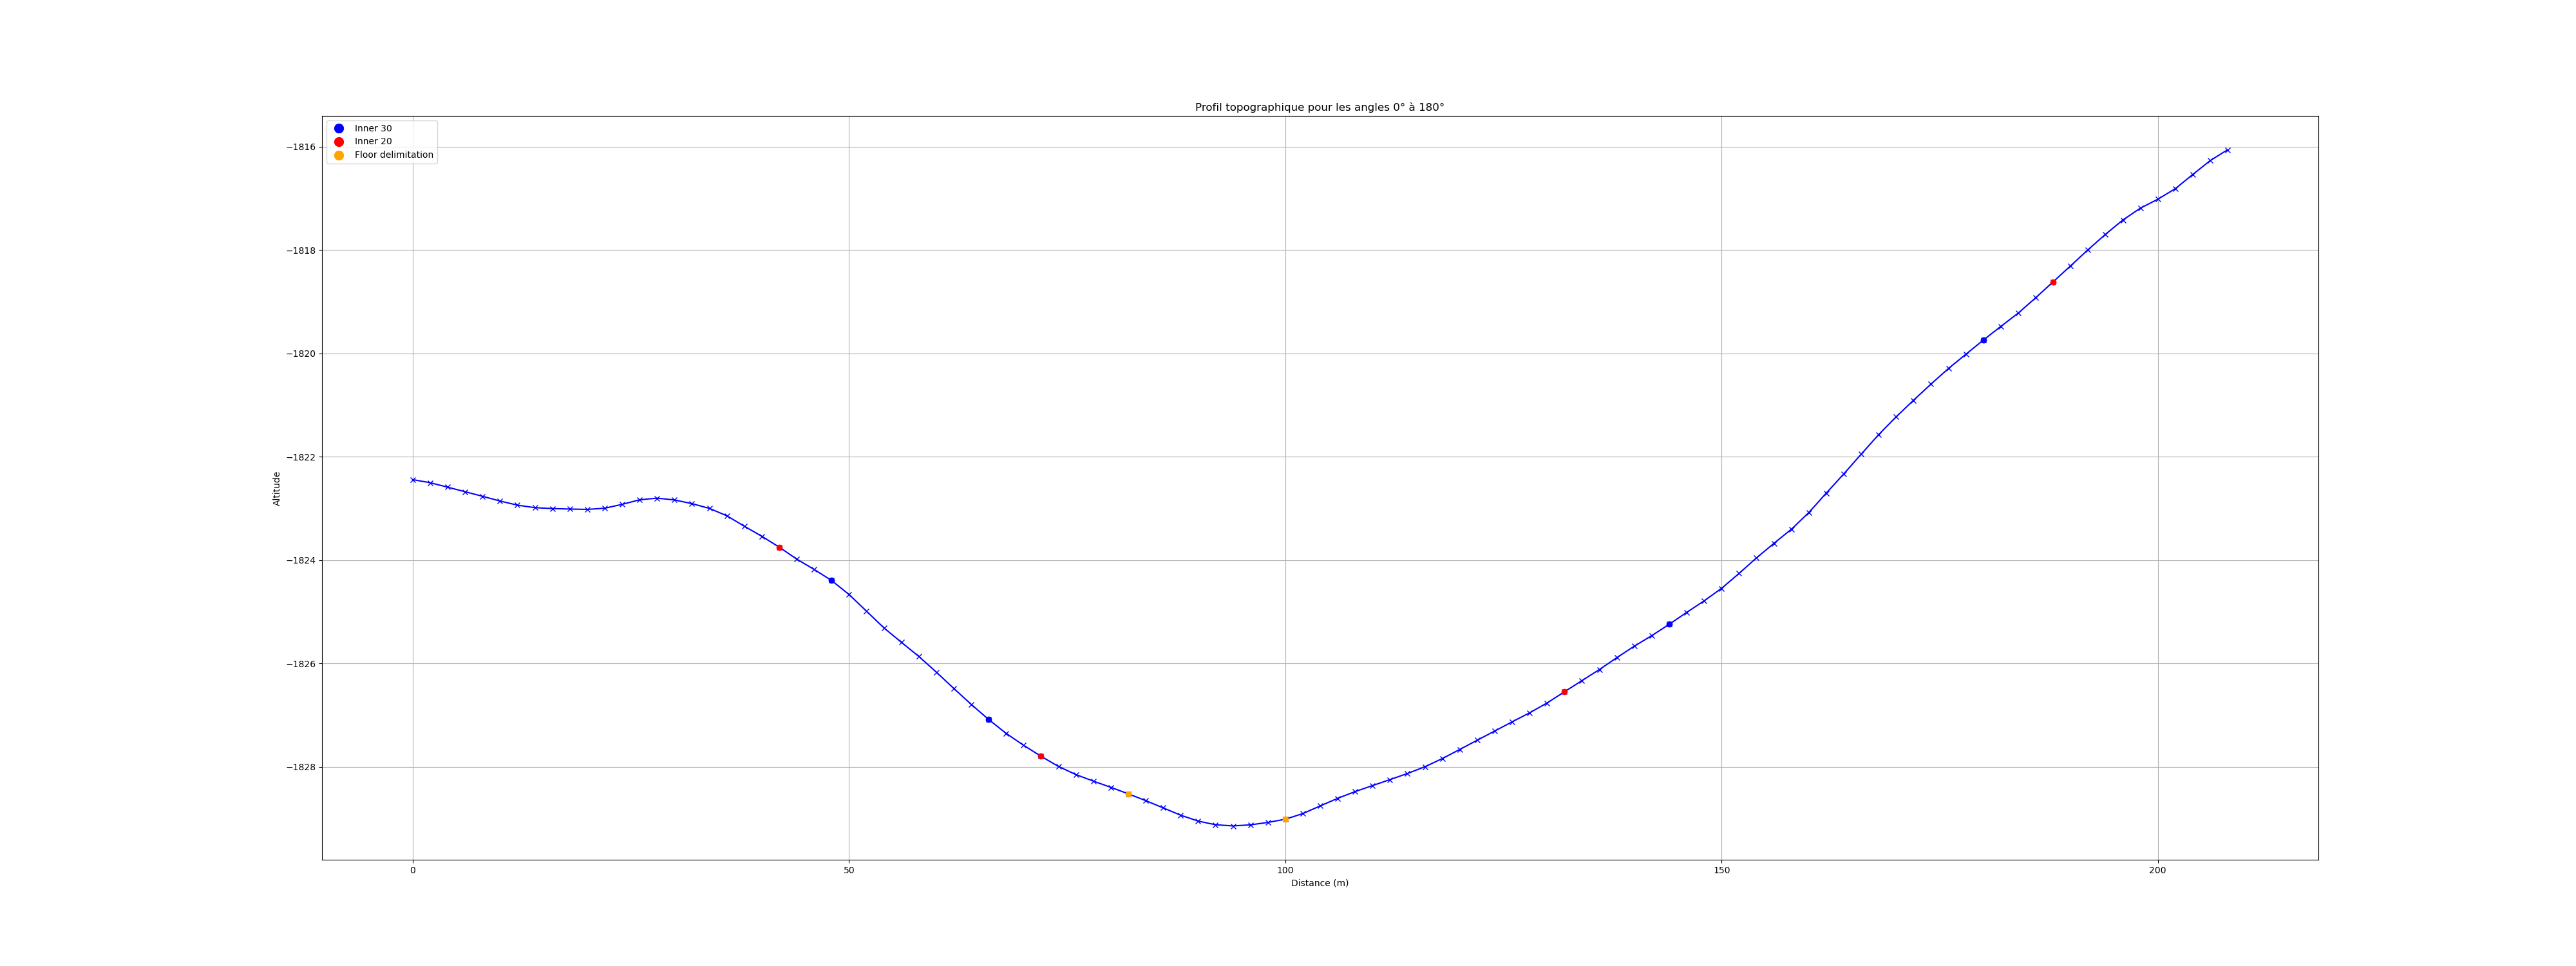 Profil topographique pour les angles 0° à 180°
Inner 30
Inner 20
Floor delimitation
−1816
−1818
−1820
−1822
−1824
−1826
−1828
Altitude
0
50
100
150
200
Distance (m)